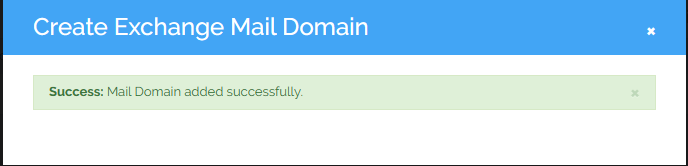 Create Exchange Mail Domain
Success: Mail Domain added successfully.